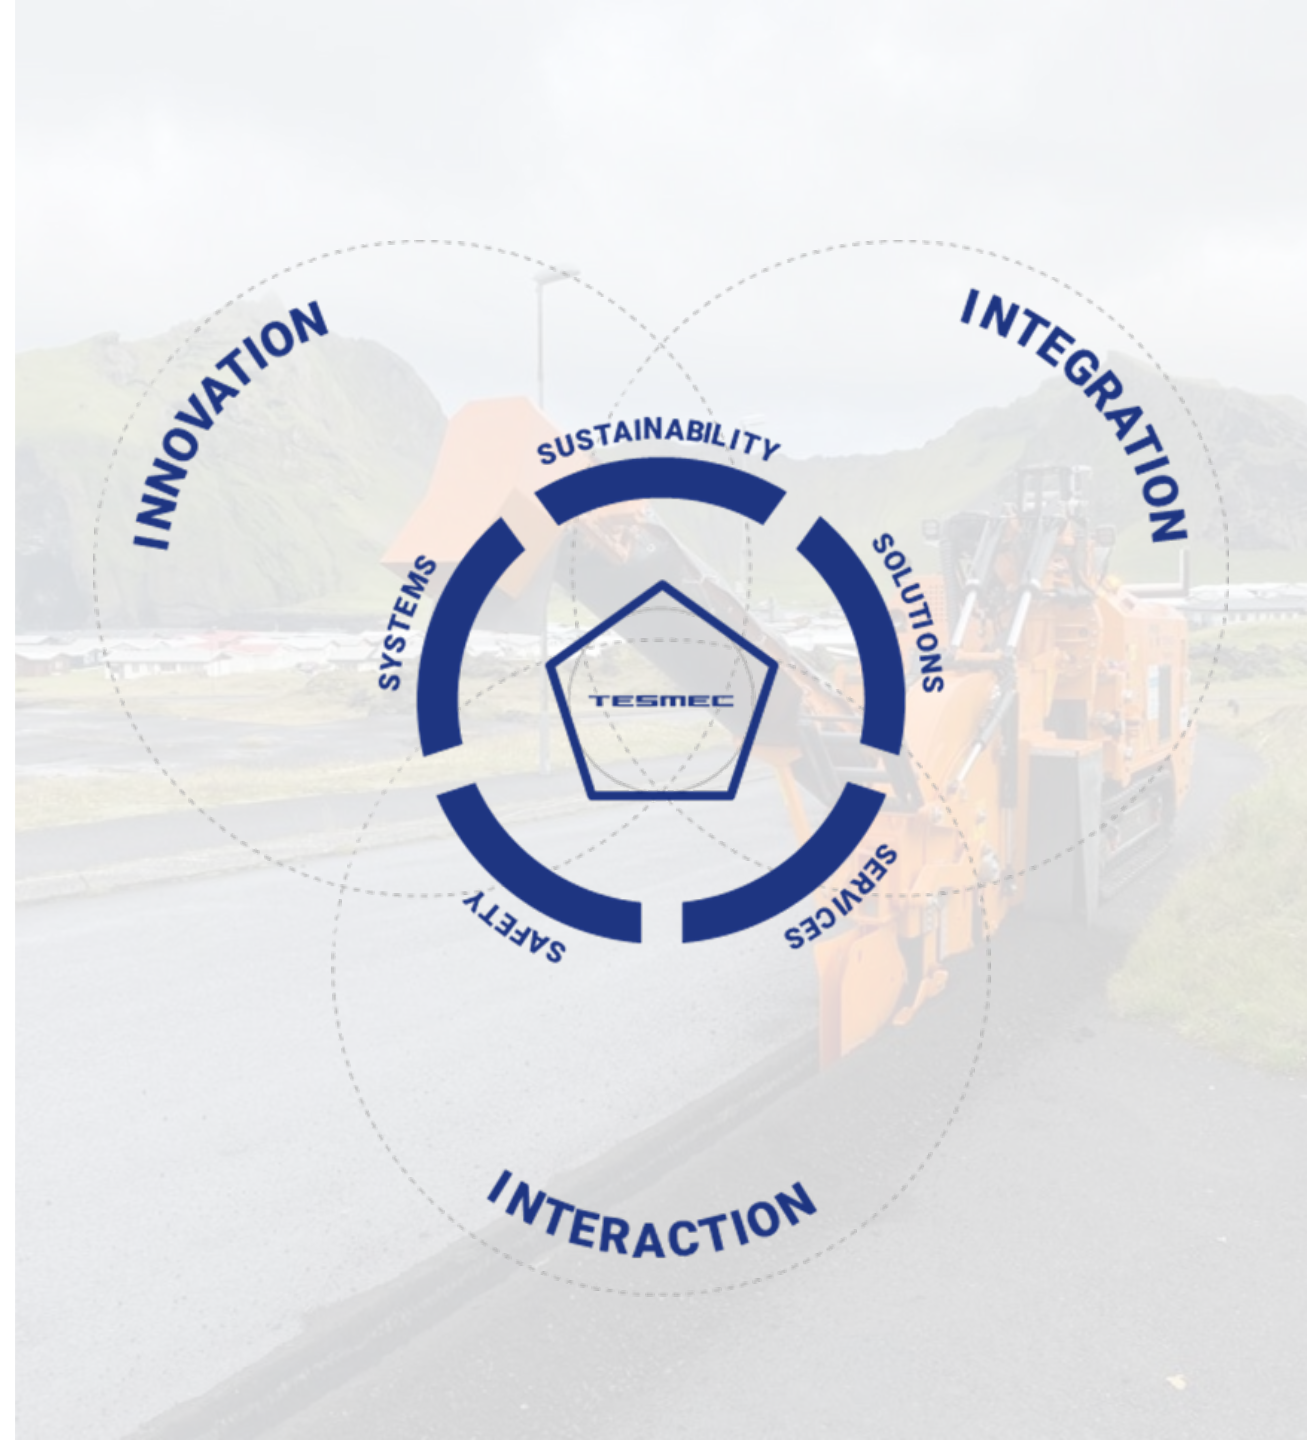 INNOVATION
INTEGRATION
SUSTAINABILITY
SYSTEMS
SOLUTIONS
TESMEC
SAFETY
SERVICES
INTERACTION